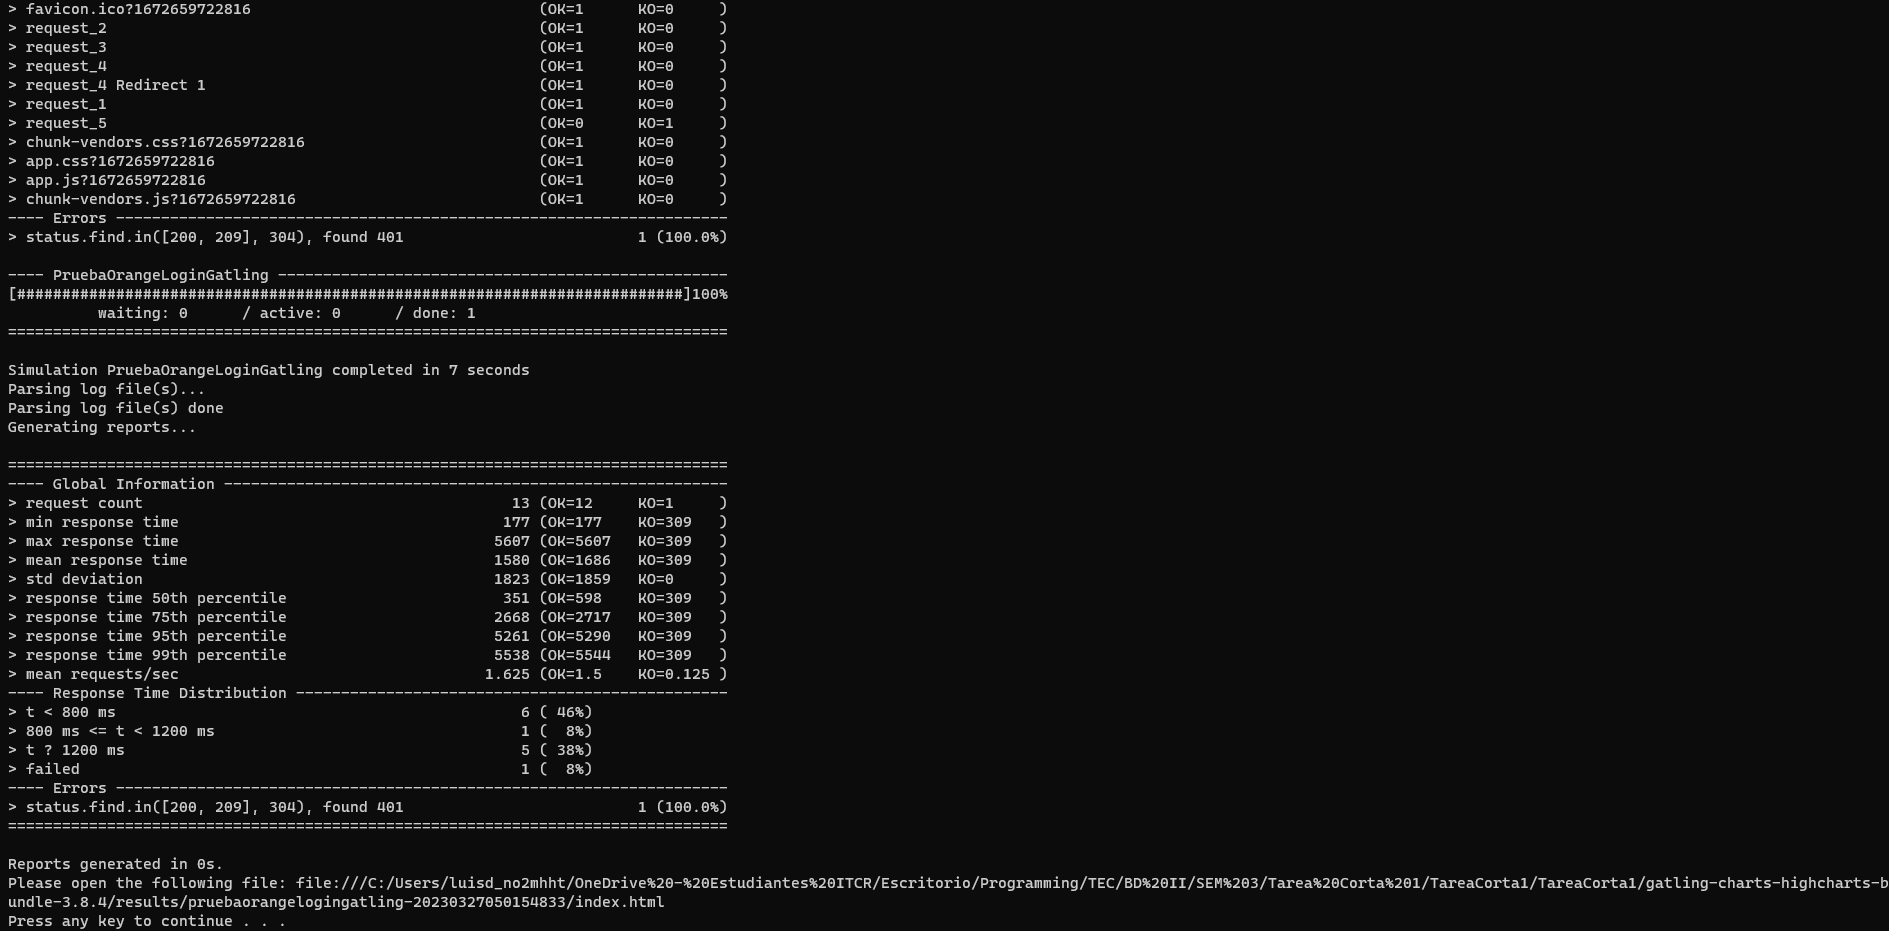 > favicon.ico?1672659722816                                (OK=1      KO=0     )
> request_2                                                (OK=1      KO=0     )
> request_3                                                (OK=1      KO=0     )
> request_4                                                (OK=1      KO=0     )
> request_4 Redirect 1                                     (OK=1      KO=0     )
> request_1                                                (OK=1      KO=0     )
> request_5                                                (OK=0      KO=1     )
> chunk-vendors.css?1672659722816                          (OK=1      KO=0     )
> app.css?1672659722816                                    (OK=1      KO=0     )
> app.js?1672659722816                                     (OK=1      KO=0     )
> chunk-vendors.js?1672659722816                           (OK=1      KO=0     )
---- Errors --------------------------------------------------------------------
> status.find.in([200, 209], 304), found 401                          1 (100.0%)
---- PruebaOrangeLoginGatling --------------------------------------------------
[##########################################################################]100%
          waiting: 0      / active: 0      / done: 1
================================================================================
Simulation PruebaOrangeLoginGatling completed in 7 seconds
Parsing log file(s)...
Parsing log file(s) done
Generating reports...
================================================================================
---- Global Information --------------------------------------------------------
> request count                                         13 (OK=12     KO=1     )
> min response time                                    177 (OK=177    KO=309   )
> max response time                                   5607 (OK=5607   KO=309   )
> mean response time                                  1580 (OK=1686   KO=309   )
> std deviation                                       1823 (OK=1859   KO=0     )
> response time 50th percentile                        351 (OK=598    KO=309   )
> response time 75th percentile                       2668 (OK=2717   KO=309   )
> response time 95th percentile                       5261 (OK=5290   KO=309   )
> response time 99th percentile                       5538 (OK=5544   KO=309   )
> mean requests/sec                                  1.625 (OK=1.5    KO=0.125 )
---- Response Time Distribution ------------------------------------------------
> t < 800 ms                                             6 ( 46%)
> 800 ms <= t < 1200 ms                                  1 (  8%)
> t ? 1200 ms                                            5 ( 38%)
> failed                                                 1 (  8%)
---- Errors --------------------------------------------------------------------
> status.find.in([200, 209], 304), found 401                          1 (100.0%)
================================================================================
Reports generated in 0s.
Please open the following file: file:///C:/Users/luisd_no2mhht/OneDrive%20-%20Estudiantes%20ITCR/Escritorio/Programming/TEC/BD%20II/SEM%203/Tarea%20Corta%201/TareaCorta1/TareaCorta1/gatling-charts-highcharts-b
undle-3.8.4/results/pruebaorangelogingatling-20230327050154833/index.html
Press any key to continue . . .